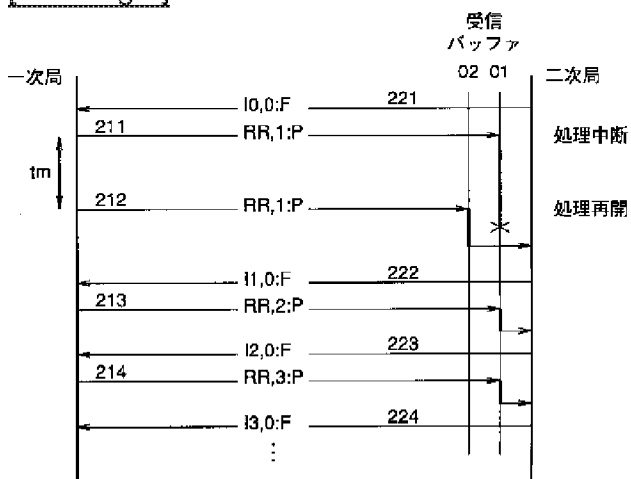 受信
バッファ
一次局 02 01 二次局
I0,0:F 221
211 RR,1:P 処理中断
tm
212 RR,1:P 処理再開
I1,0:F 222
213 RR,2:P
I2,0:F 223
214 RR,3:P
I3,0:F 224
⋮